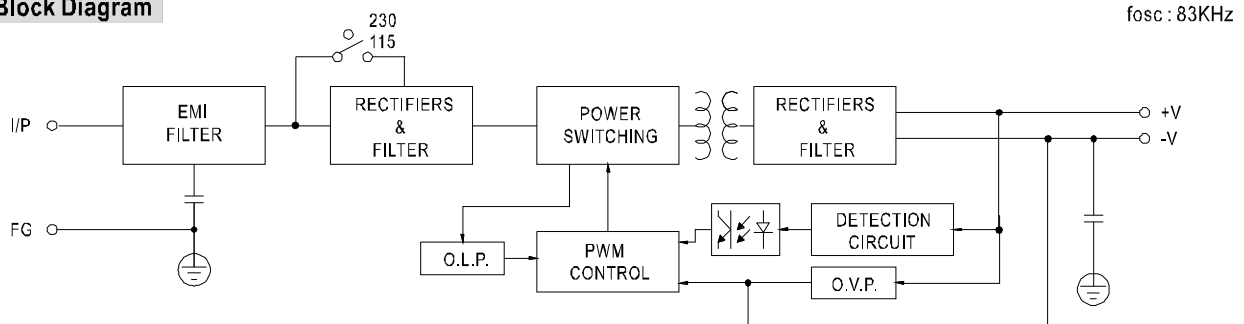 Block Diagram
fosc : 83KHz
230
115
I/P
EMI
FILTER
RECTIFIERS
&
FILTER
POWER
SWITCHING
RECTIFIERS
&
FILTER
+V
-V
FG
O.L.P.
PWM
CONTROL
DETECTION
CIRCUIT
O.V.P.